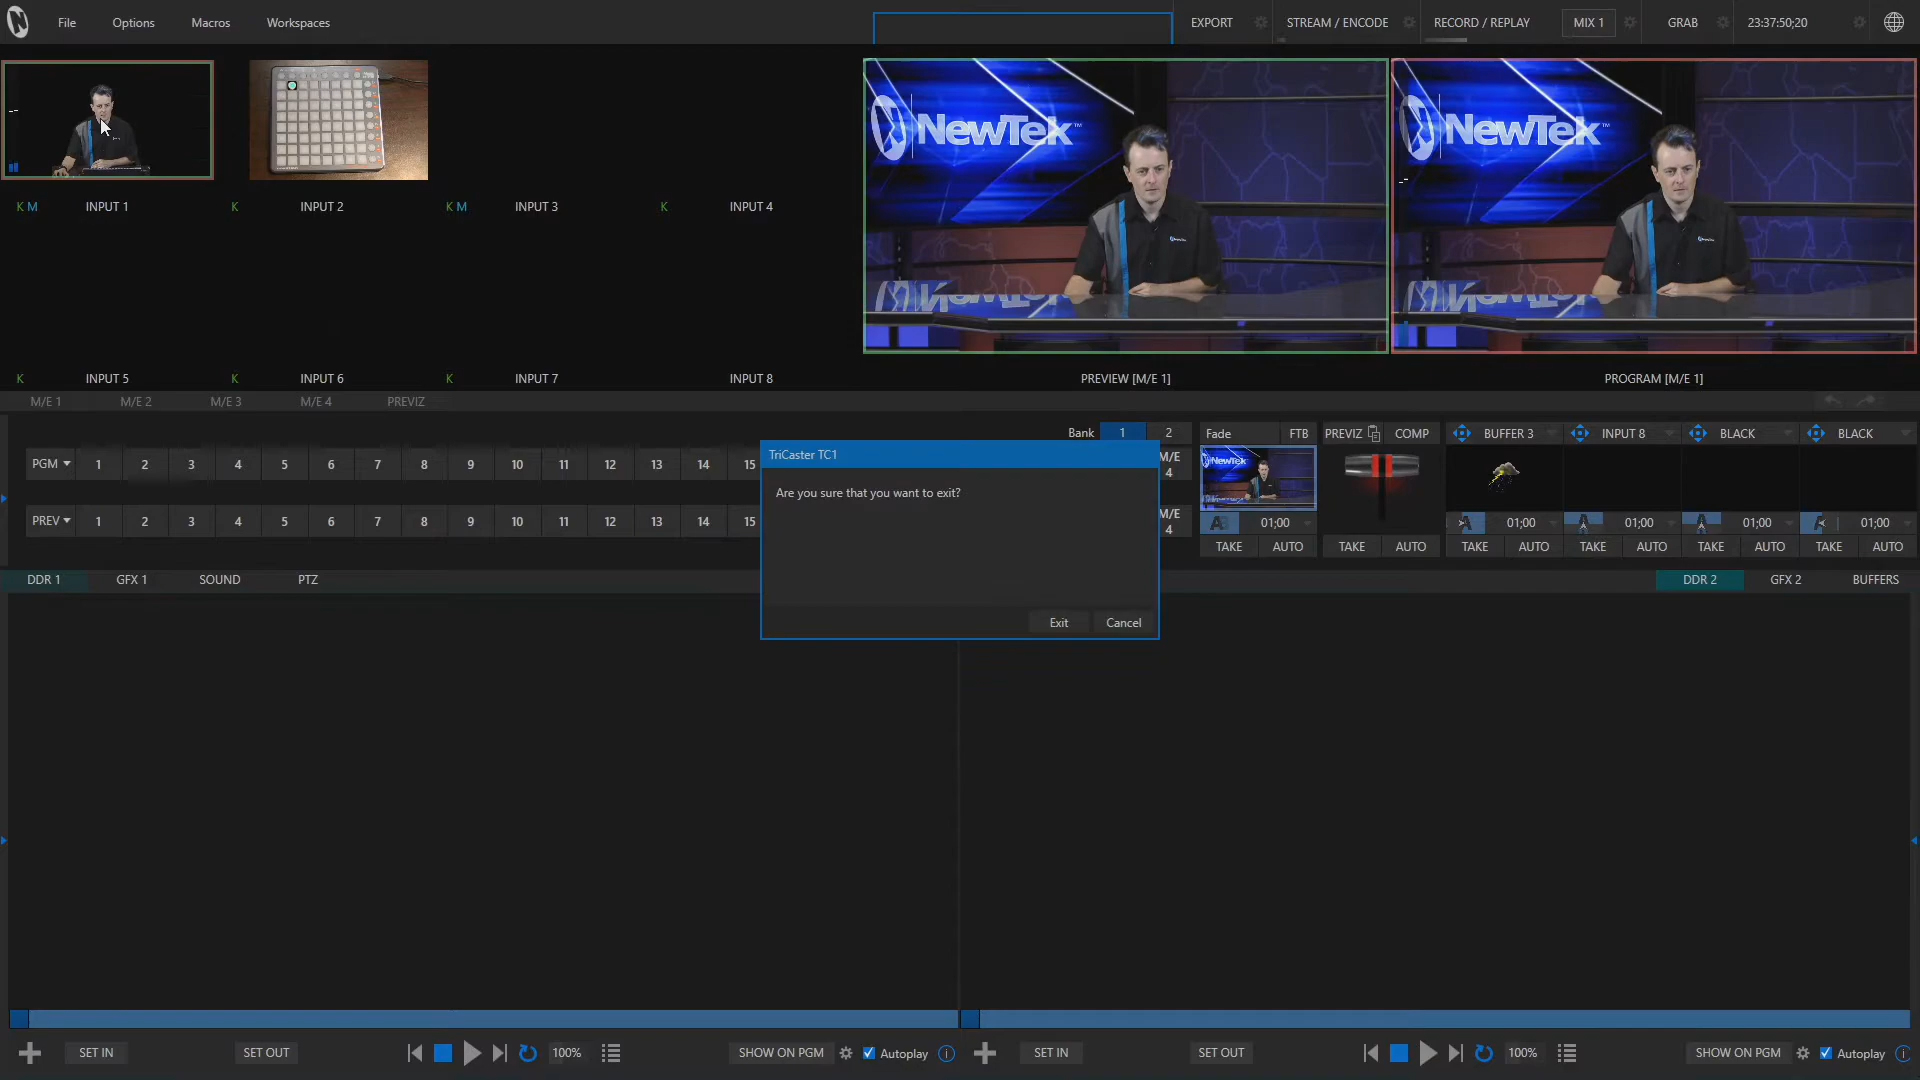 File Options Macros Workspaces EXPORT STREAM / ENCODE RECORD / REPLAY MIX 1 GRAB 23:37:50;20
NewTek
NewTek
K M INPUT 1 K INPUT 2 K M INPUT 3 K INPUT 4
K INPUT 5 K INPUT 6 K INPUT 7 INPUT 8 PREVIEW [M/E 1] PROGRAM [M/E 1]
M/E 1 M/E 2 M/E 3 M/E 4 PREVIZ
Bank 1 2 Fade FTB PREVIZ COMP BUFFER 3 INPUT 8 BLACK BLACK
PGM 1 2 3 4 5 6 7 8 9 10 11 12 13 14 15 M/E 4
NewTek
PREV 1 2 3 4 5 6 7 8 9 10 11 12 13 14 15 M/E 4
01;00 01;00 01;00 01;00 01;00
TAKE AUTO TAKE AUTO TAKE AUTO TAKE AUTO TAKE AUTO TAKE AUTO
TriCaster TC1
Are you sure that you want to exit?
Exit Cancel
DDR 1 GFX 1 SOUND PTZ DDR 2 GFX 2 BUFFERS
SET IN SET OUT 100% SHOW ON PGM Autoplay SET IN SET OUT 100% SHOW ON PGM Autoplay